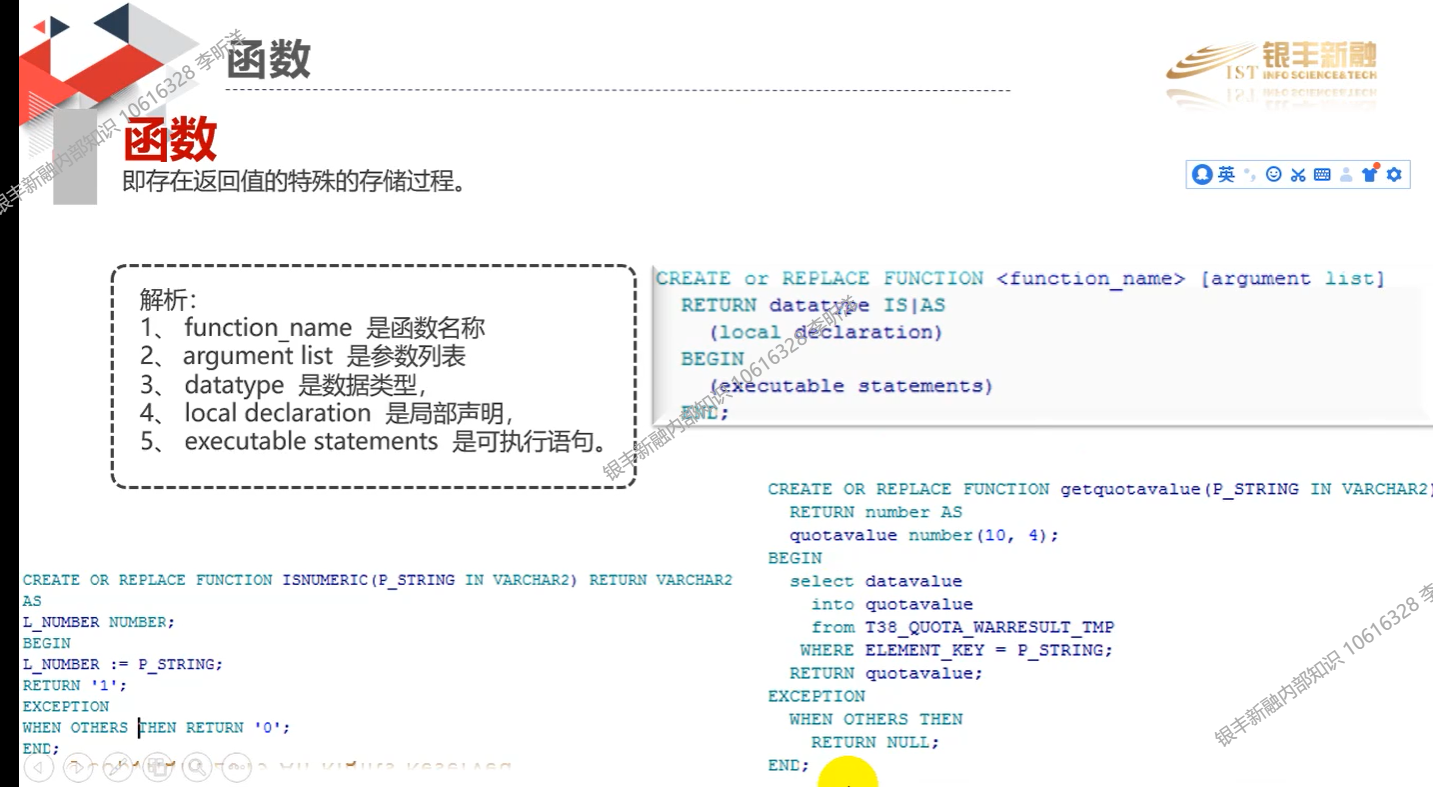 函数
IST 银丰新融
INFO SCIENCE & TECH
函数
即存在返回值的特殊的存储过程。
英
解析：
1、 function_name 是函数名称
2、 argument list 是参数列表
3、 datatype 是数据类型，
4、 local declaration 是局部声明，
5、 executable statements 是可执行语句。
CREATE or REPLACE FUNCTION <function_name> [argument list]
RETURN datatype IS|AS
(local declaration)
BEGIN
(executable statements)
END;
CREATE OR REPLACE FUNCTION ISNUMERIC(P_STRING IN VARCHAR2) RETURN VARCHAR2
AS
L_NUMBER NUMBER;
BEGIN
L_NUMBER := P_STRING;
RETURN '1';
EXCEPTION
WHEN OTHERS THEN RETURN '0';
END;
CREATE OR REPLACE FUNCTION getquotavalue(P_STRING IN VARCHAR2)
RETURN number AS
quotavalue number(10, 4);
BEGIN
select datavalue
into quotavalue
from T38_QUOTA_WARRESULT_TMP
WHERE ELEMENT_KEY = P_STRING;
RETURN quotavalue;
EXCEPTION
WHEN OTHERS THEN
RETURN NULL;
END;
All Rights Reserved
银丰新融内部知识 10616328 李昕洋
银丰新融内部知识 10616328 李昕洋
银丰新融内部知识 10616328 李